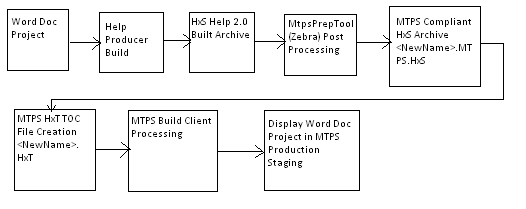 Word Doc
Project
Help
Producer
Build
HxS Help 2.0
Built Archive
MtpsPrepTool
(Zebra) Post
Processing
MTPS Compliant
HxS Archive
<NewName>.MT
PS.HxS
MTPS HxT TOC
File Creation
<NewName>.
HxT
MTPS Build Client
Processing
Display Word Doc
Project in MTPS
Production
Staging